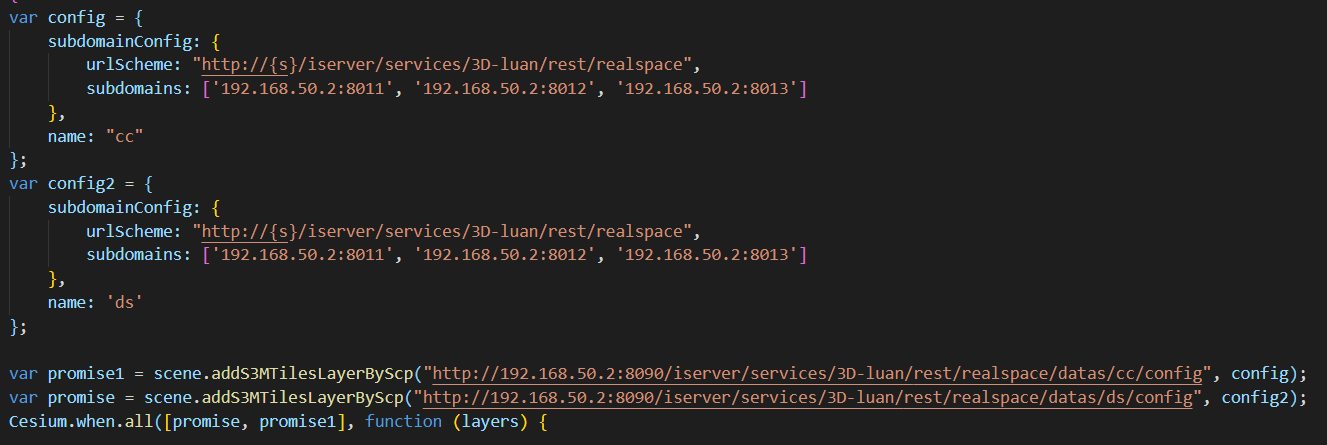 var config = {
subdomainConfig: {
urlScheme: "http://{s}/iserver/services/3D-luan/rest/realspace",
subdomains: ['192.168.50.2:8011', '192.168.50.2:8012', '192.168.50.2:8013']
},
name: "cc"
};
var config2 = {
subdomainConfig: {
urlScheme: "http://{s}/iserver/services/3D-luan/rest/realspace",
subdomains: ['192.168.50.2:8011', '192.168.50.2:8012', '192.168.50.2:8013']
},
name: 'ds'
};
var promise1 = scene.addS3MTilesLayerByScp("http://192.168.50.2:8090/iserver/services/3D-luan/rest/realspace/datas/cc/config", config);
var promise = scene.addS3MTilesLayerByScp("http://192.168.50.2:8090/iserver/services/3D-luan/rest/realspace/datas/ds/config", config2);
Cesium.when.all([promise, promise1], function (layers) {